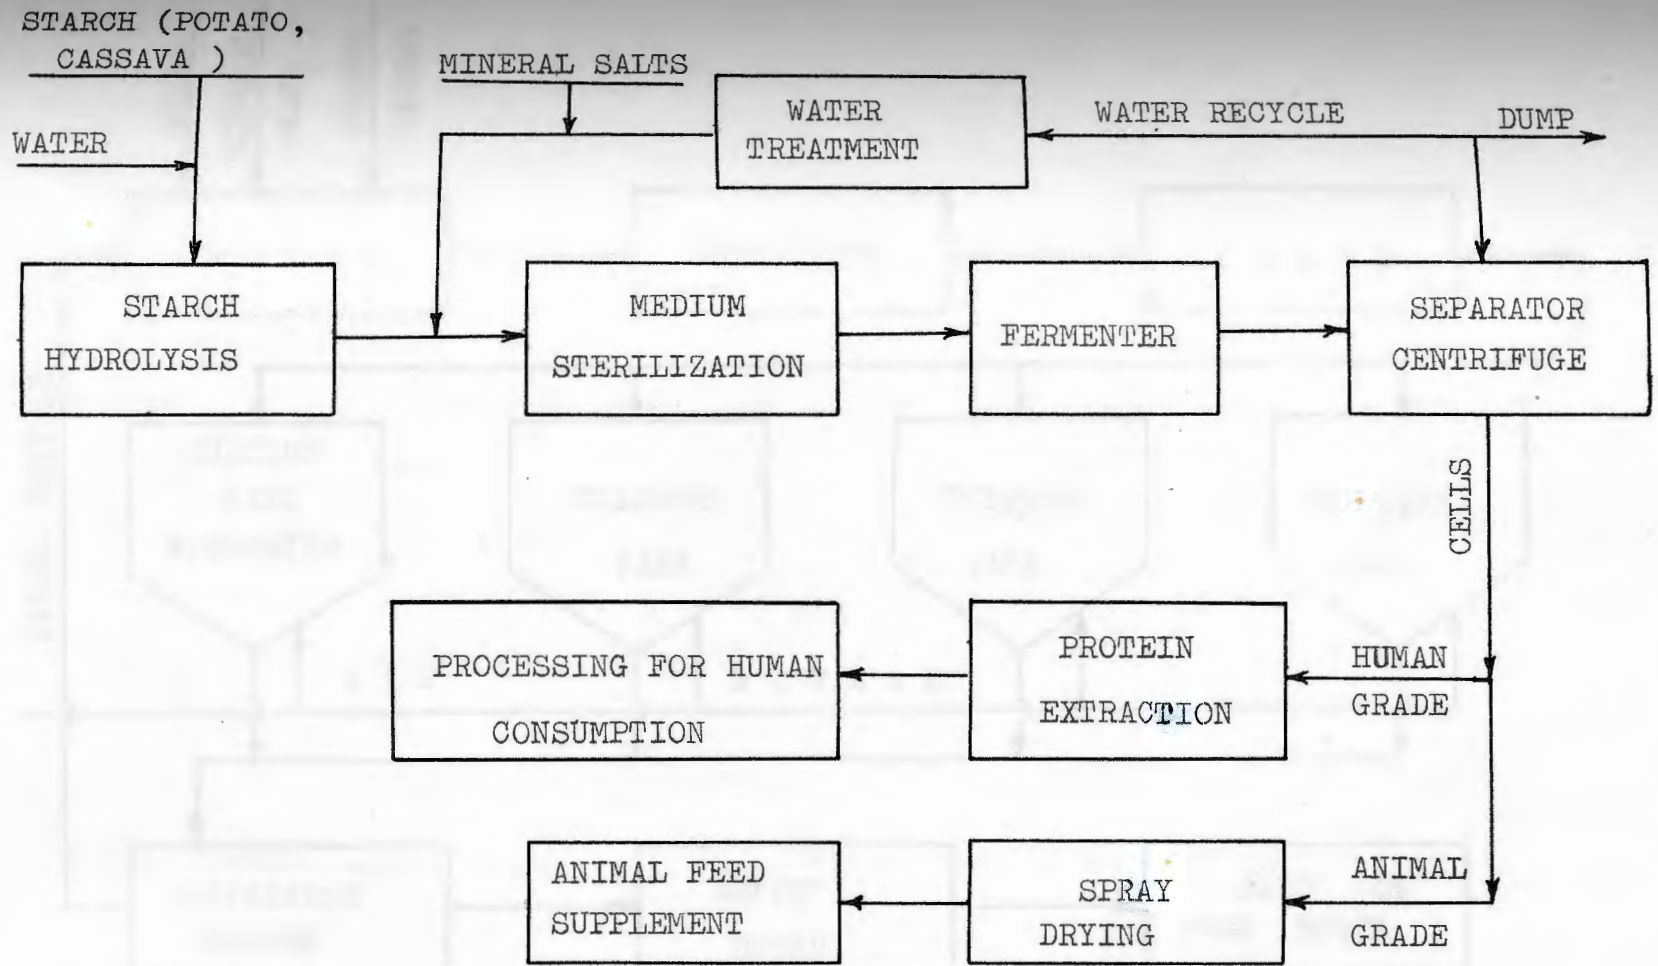 STARCH (POTATO,
CASSAVA )
WATER
MINERAL SALTS
WATER
TREATMENT
WATER RECYCLE
DUMP
STARCH
HYDROLYSIS
MEDIUM
STERILIZATION
FERMENTER
SEPARATOR
CENTRIFUGE
CELLS
PROCESSING FOR HUMAN
CONSUMPTION
PROTEIN
EXTRACTION
HUMAN
GRADE
ANIMAL FEED
SUPPLEMENT
SPRAY
DRYING
ANIMAL
GRADE